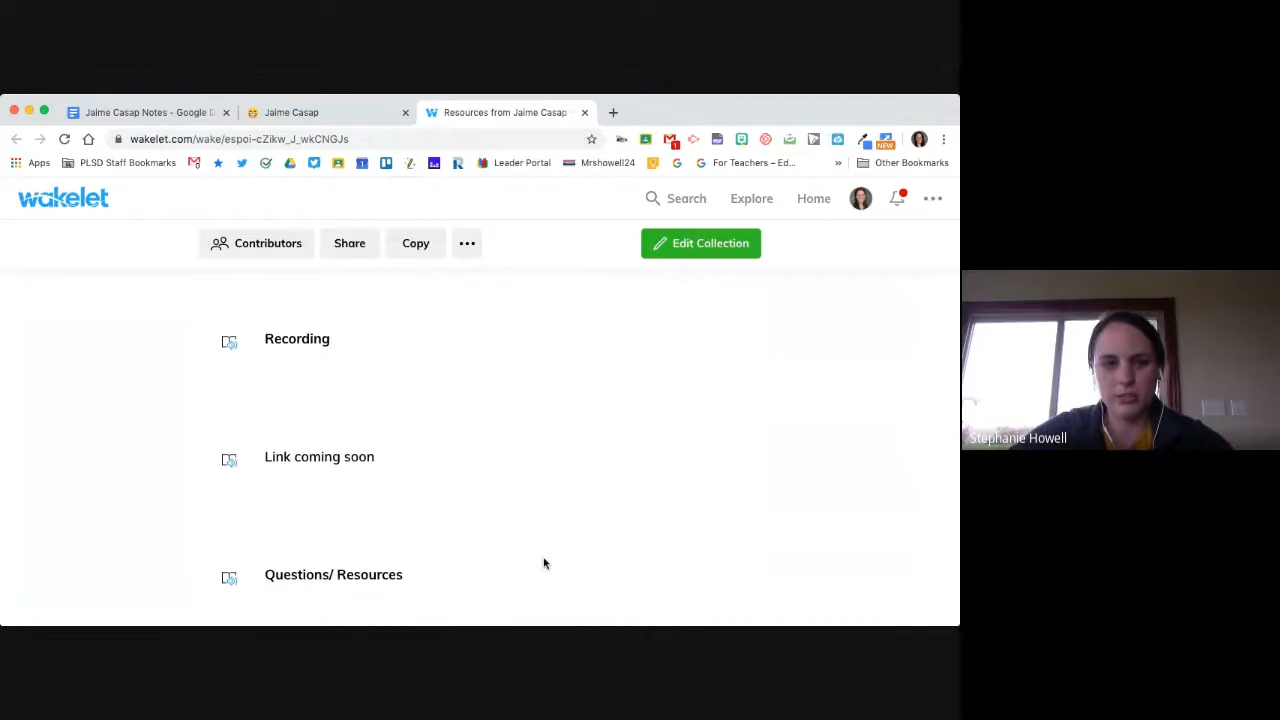 Jaime Casap Notes - Google D
Jaime Casap
Resources from Jaime Casap
wakelet.com/wake/espoi-cZikw_J_wkCNGJs
1
NEW
Apps
PLSD Staff Bookmarks
Leader Portal
Mrshowell24
For Teachers – Ed...
Other Bookmarks
wakelet
Search
Explore
Home
Contributors
Share
Copy
Edit Collection
Recording
Link coming soon
Questions/ Resources
Stephanie Howell